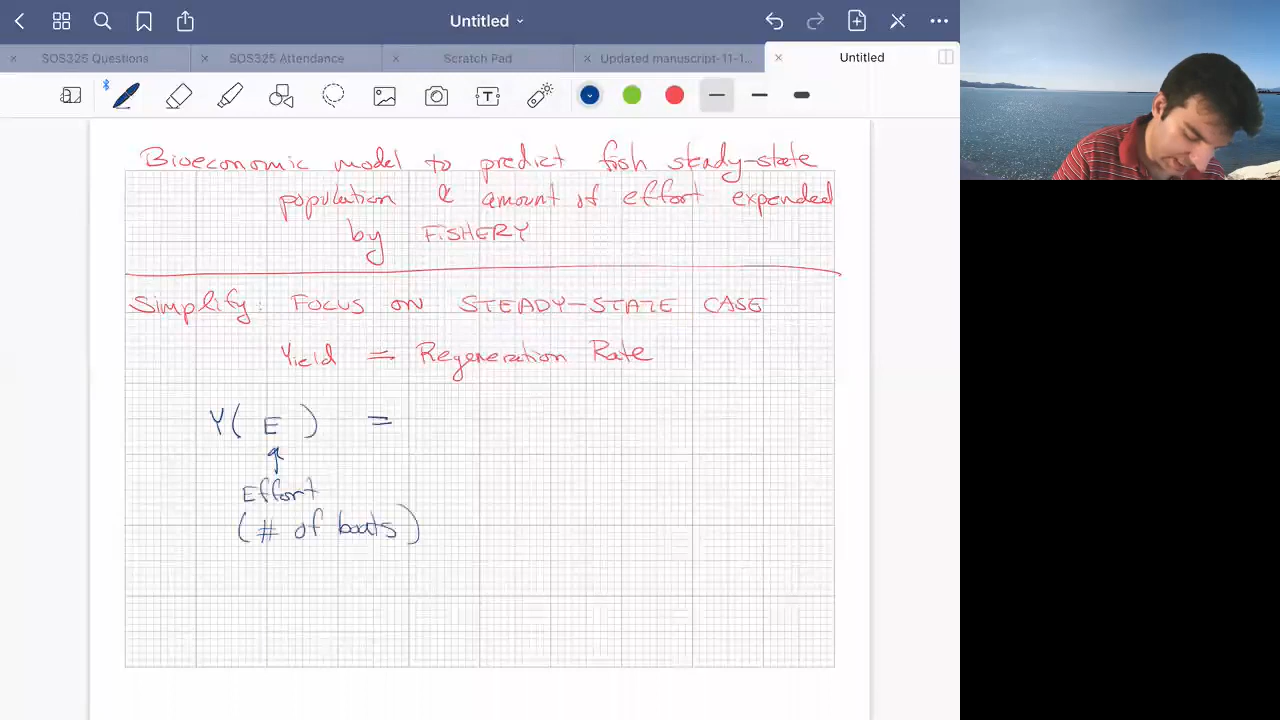 Untitled
SOS325 Questions
SOS325 Attendance
Scratch Pad
Updated manuscript-11-1...
Untitled
Bioeconomic model to predict fish steady-state
population & amount of effort expended
by FISHERY
Simplify: FOCUS ON STEADY-STATE CASE
Yield = Regeneration Rate
Y( E ) =
Effort
(# of boats)